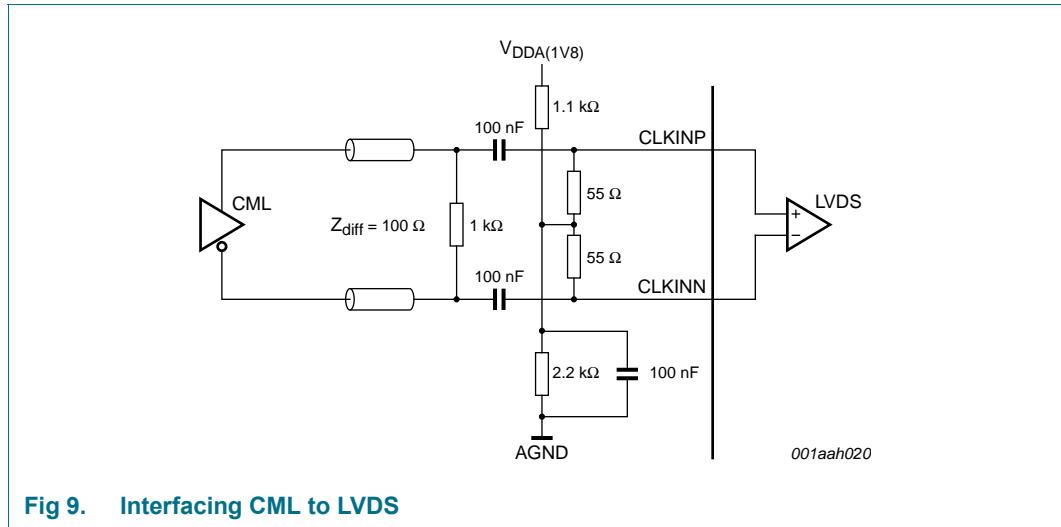 VDDA(1V8)
1.1 kΩ
100 nF
CLKINP
CML
55 Ω
LVDS
Zdiff = 100 Ω
1 kΩ
+
−
55 Ω
100 nF
CLKINN
2.2 kΩ
100 nF
AGND
001aah020
Fig 9. Interfacing CML to LVDS